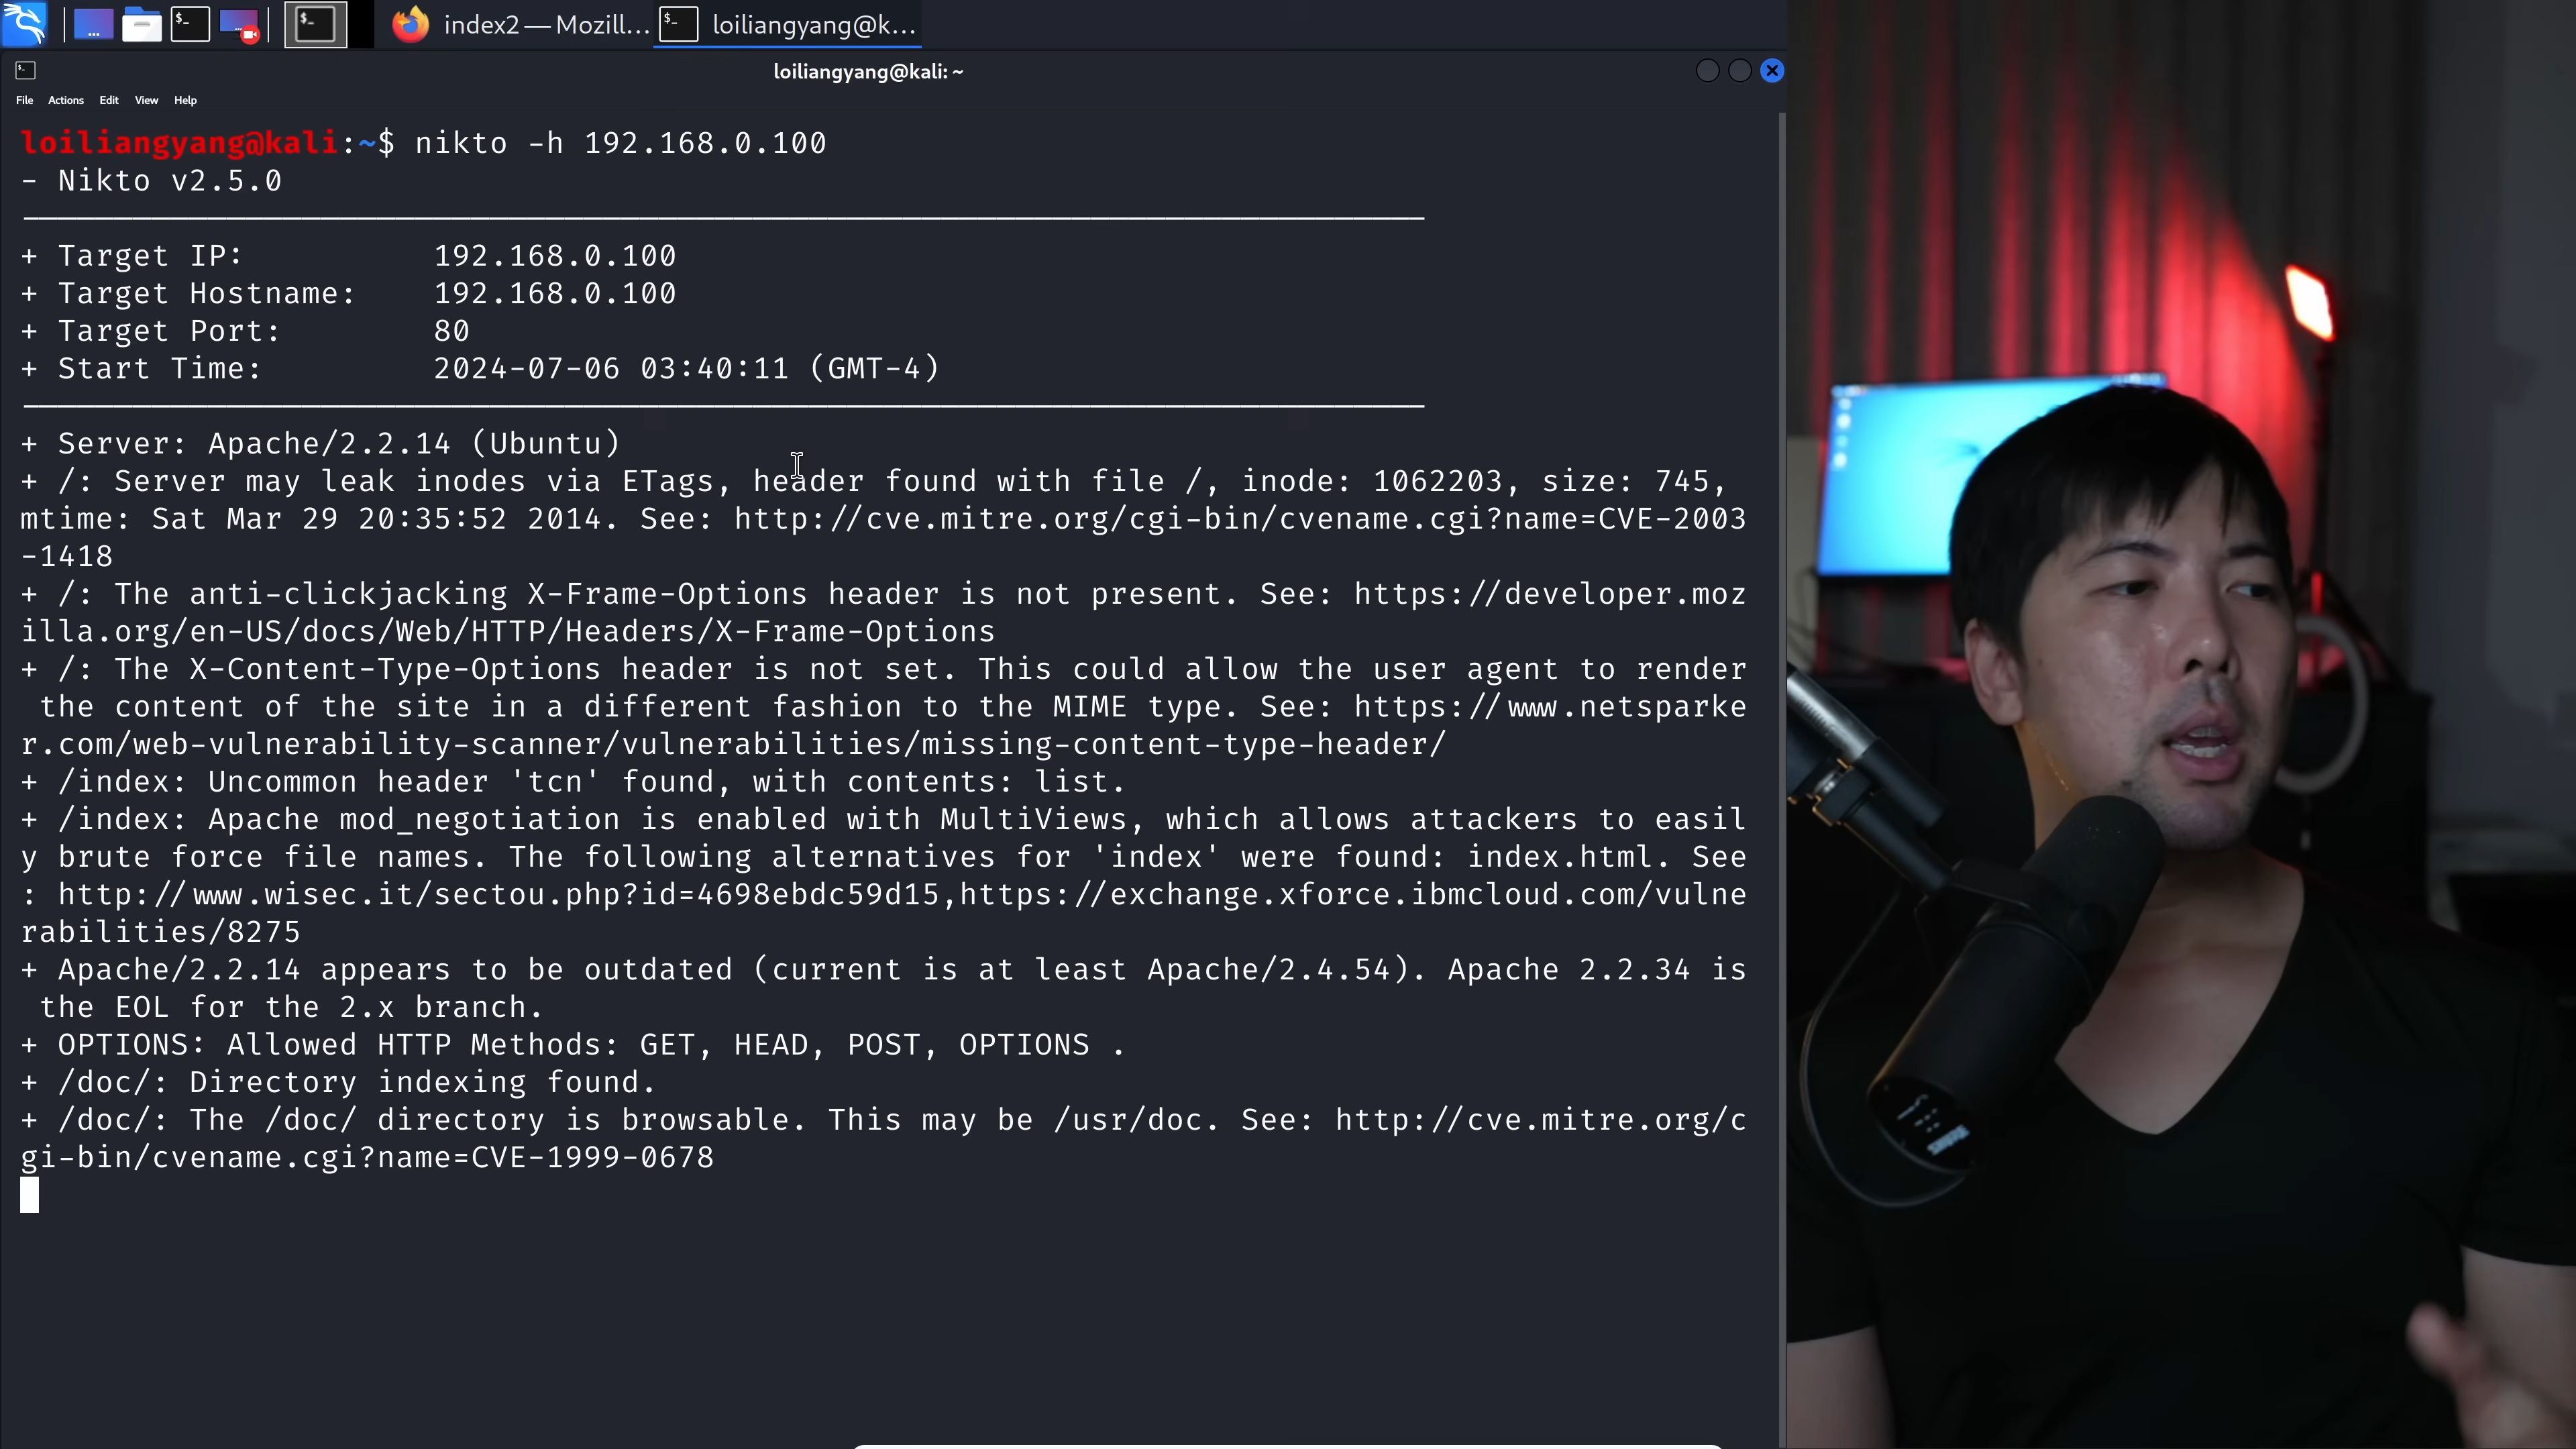 index2 — Mozill...
loiliangyang@k...
loiliangyang@kali: ~
File Actions Edit View Help
loiliangyang@kali:~$ nikto -h 192.168.0.100
- Nikto v2.5.0
+ Target IP: 192.168.0.100
+ Target Hostname: 192.168.0.100
+ Target Port: 80
+ Start Time: 2024-07-06 03:40:11 (GMT-4)
+ Server: Apache/2.2.14 (Ubuntu)
+ /: Server may leak inodes via ETags, header found with file /, inode: 1062203, size: 745,
mtime: Sat Mar 29 20:35:52 2014. See: http://cve.mitre.org/cgi-bin/cvename.cgi?name=CVE-2003
-1418
+ /: The anti-clickjacking X-Frame-Options header is not present. See: https://developer.moz
illa.org/en-US/docs/Web/HTTP/Headers/X-Frame-Options
+ /: The X-Content-Type-Options header is not set. This could allow the user agent to render
the content of the site in a different fashion to the MIME type. See: https://www.netsparke
r.com/web-vulnerability-scanner/vulnerabilities/missing-content-type-header/
+ /index: Uncommon header 'tcn' found, with contents: list.
+ /index: Apache mod_negotiation is enabled with MultiViews, which allows attackers to easil
y brute force file names. The following alternatives for 'index' were found: index.html. See
: http://www.wisec.it/sectou.php?id=4698ebdc59d15,https://exchange.xforce.ibmcloud.com/vulne
rabilities/8275
+ Apache/2.2.14 appears to be outdated (current is at least Apache/2.4.54). Apache 2.2.34 is
the EOL for the 2.x branch.
+ OPTIONS: Allowed HTTP Methods: GET, HEAD, POST, OPTIONS .
+ /doc/: Directory indexing found.
+ /doc/: The /doc/ directory is browsable. This may be /usr/doc. See: http://cve.mitre.org/c
gi-bin/cvename.cgi?name=CVE-1999-0678